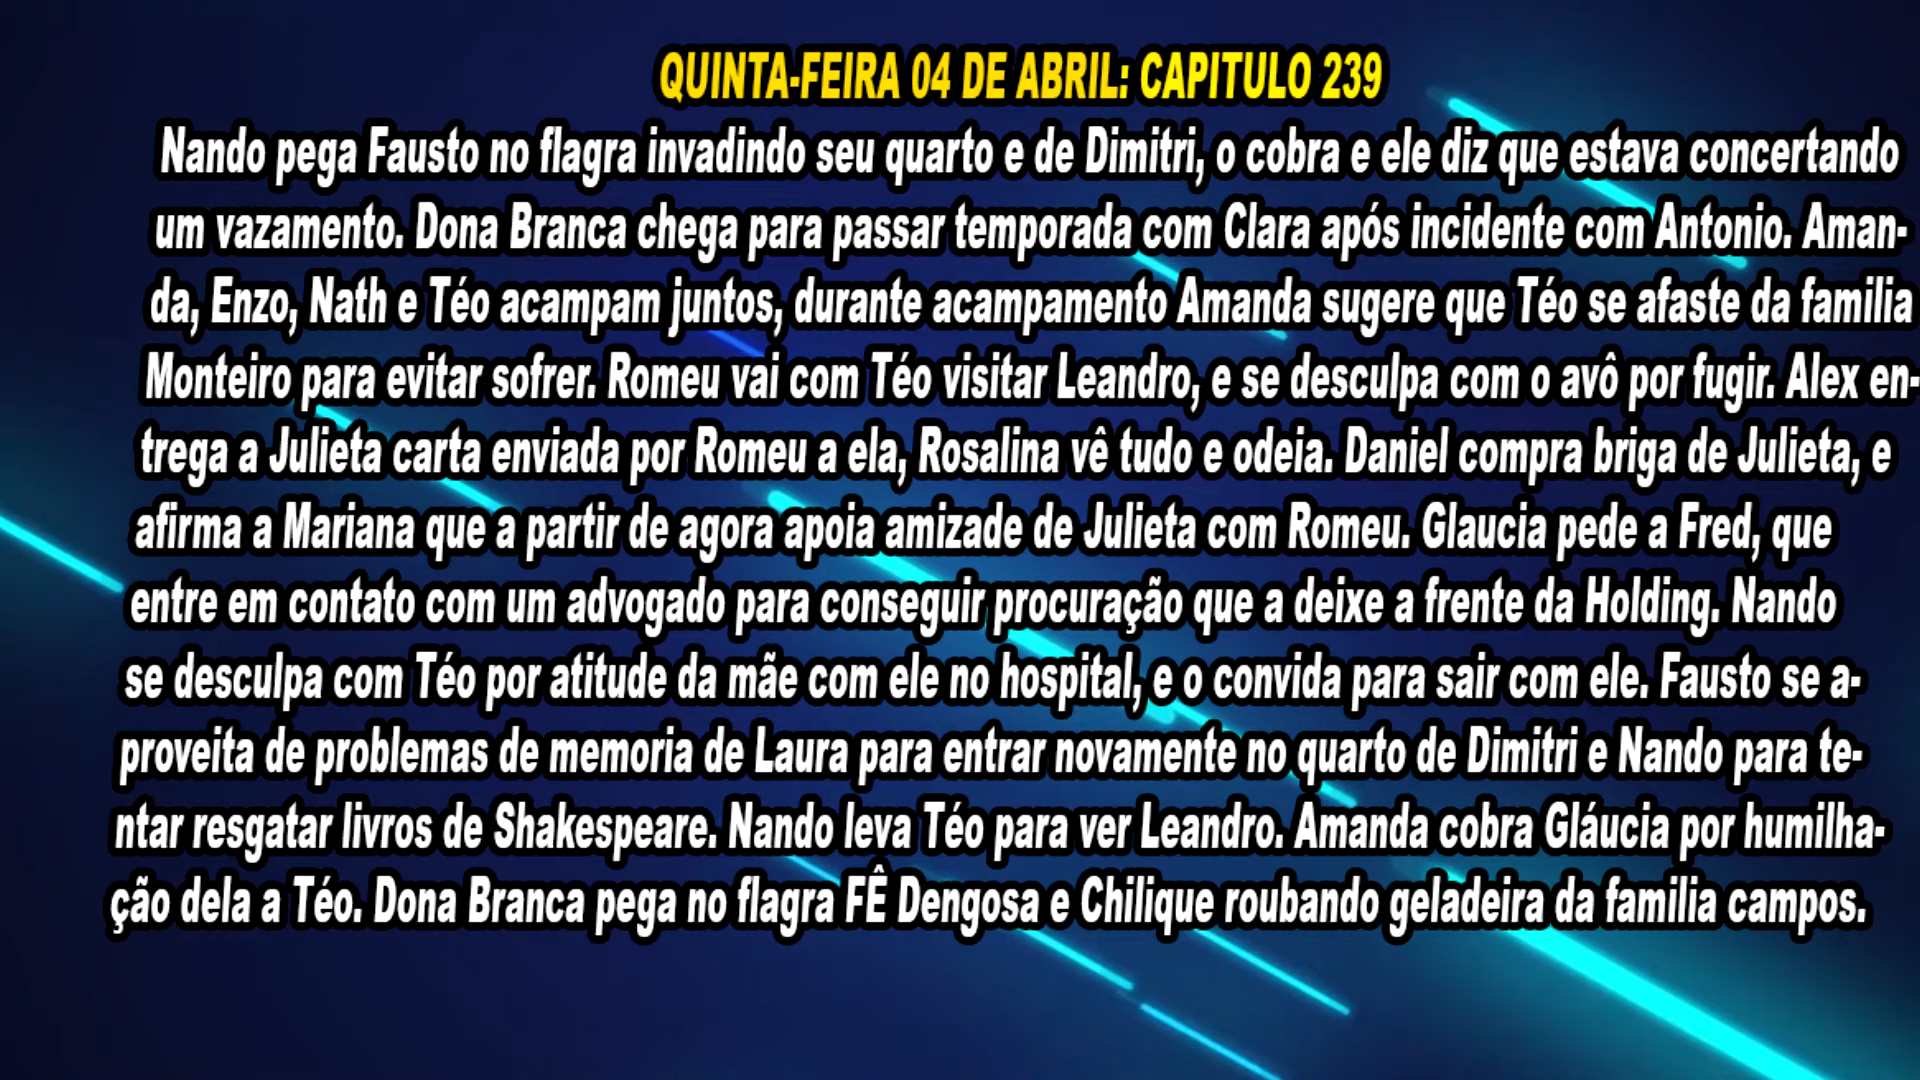 QUINTA-FEIRA 04 DE ABRIL: CAPITULO 239
Nando pega Fausto no flagra invadindo seu quarto e de Dimitri, o cobra e ele diz que estava concertando
um vazamento. Dona Branca chega para passar temporada com Clara após incidente com Antonio. Aman-
da, Enzo, Nath e Téo acampam juntos, durante acampamento Amanda sugere que Téo se afaste da familia
Monteiro para evitar sofrer. Romeu vai com Téo visitar Leandro, e se desculpa com o avô por fugir. Alex en-
trega a Julieta carta enviada por Romeu a ela, Rosalina vê tudo e odeia. Daniel compra briga de Julieta, e
afirma a Mariana que a partir de agora apoia amizade de Julieta com Romeu. Glaucia pede a Fred, que
entre em contato com um advogado para conseguir procuração que a deixe a frente da Holding. Nando
se desculpa com Téo por atitude da mãe com ele no hospital, e o convida para sair com ele. Fausto se a-
proveita de problemas de memoria de Laura para entrar novamente no quarto de Dimitri e Nando para te-
ntar resgatar livros de Shakespeare. Nando leva Téo para ver Leandro. Amanda cobra Gláucia por humilha-
ção dela a Téo. Dona Branca pega no flagra FÊ Dengosa e Chilique roubando geladeira da familia campos.